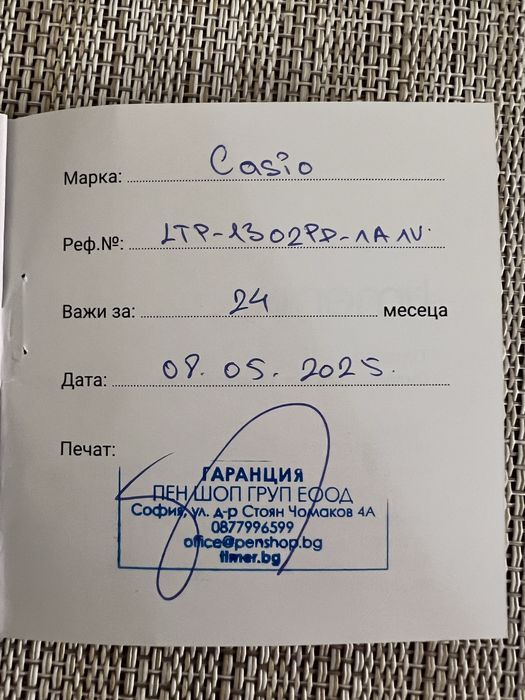 Марка: Casio
Реф.№: LTP-1302PD-1A1V
Важи за: 24 месеца
Дата: 08.05.2025.
Печат:
ГАРАНЦИЯ
ПЕН ШОП ГРУП ЕООД
София, ул. д-р Стоян Чомаков 4А
0877996599
office@penshop.bg
timer.bg